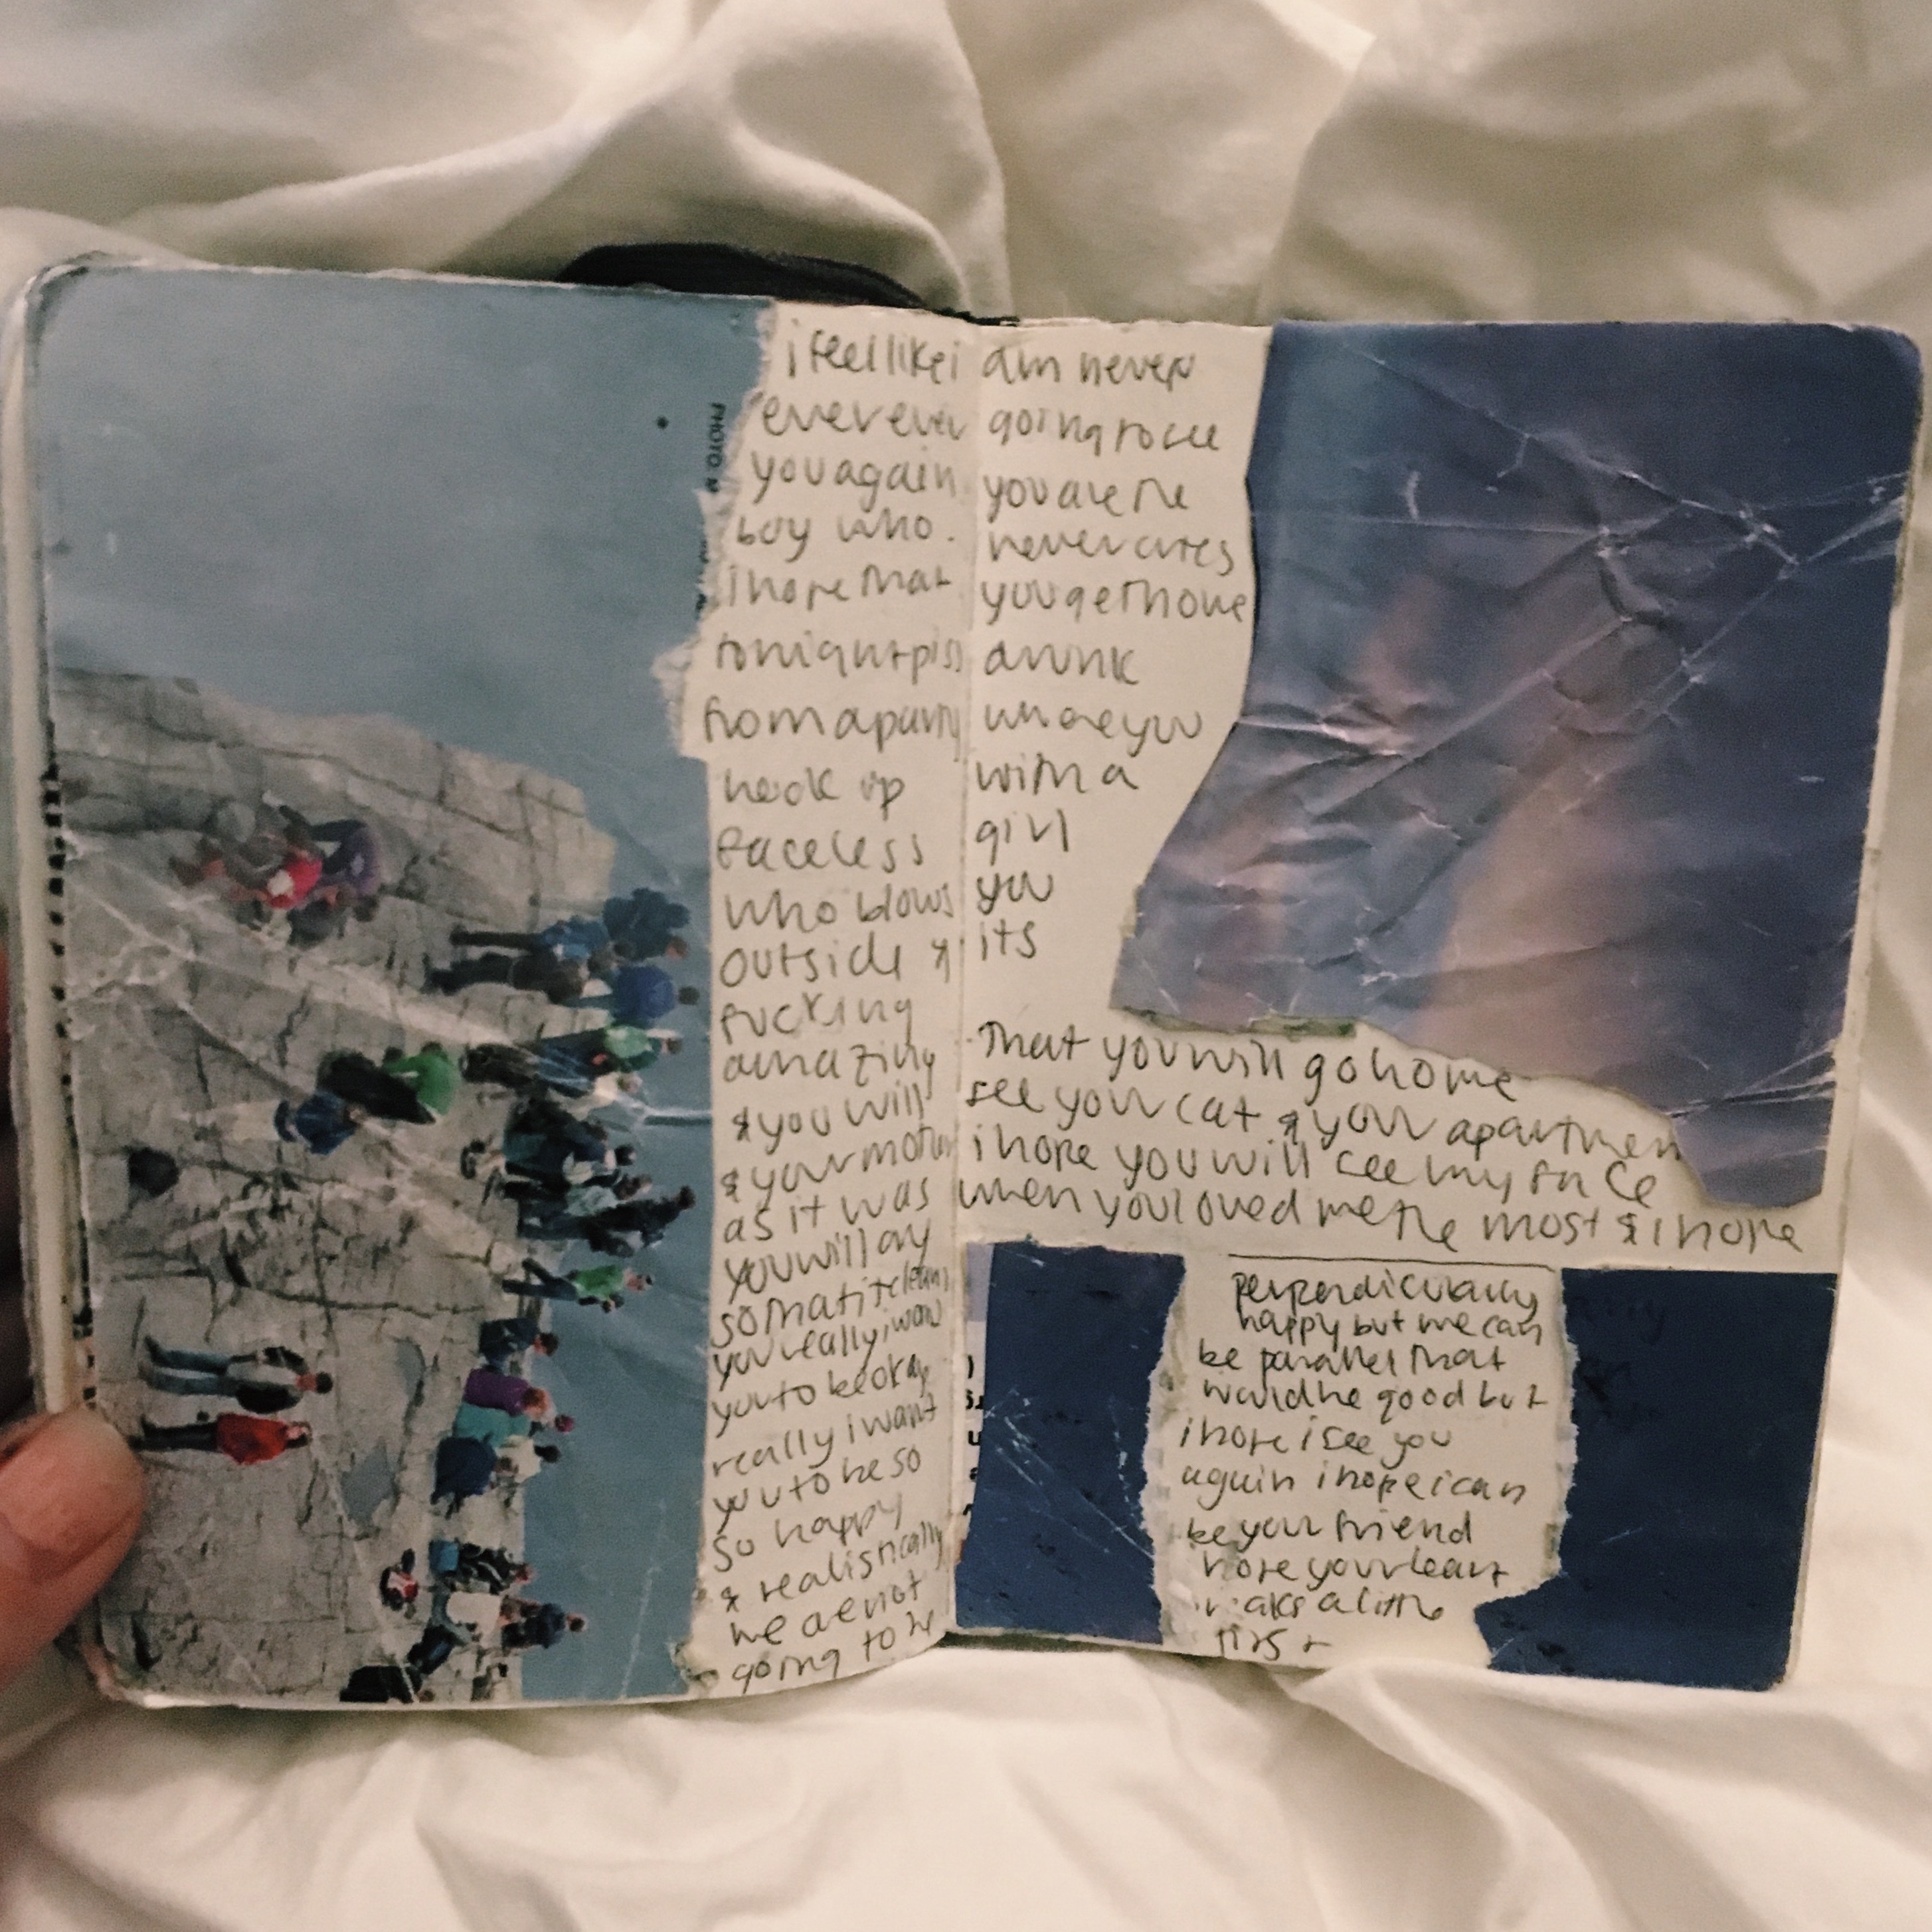 PHOTO
i feel like i am never
ever ever going to see
you again you are the
boy who. never cries
i hope that you get home
tonight piss drunk
from a party where you
hook up with a
faceless girl
who blows you
outside & its
fucking
amazing that you will go home
& you will see your cat & your apartmen
& your mother i hope you will see my face
as it was when you loved me the most & i hope
you will cry
so that it cleans
you really i want
you to be okay
really i want
you to be so
so happy
& realistically
we are not
going to be
perpendicularly
happy but we can
be parallel that
would be good but
i hope i see you
again i hope i can
be your friend
hope your heart
a little
first